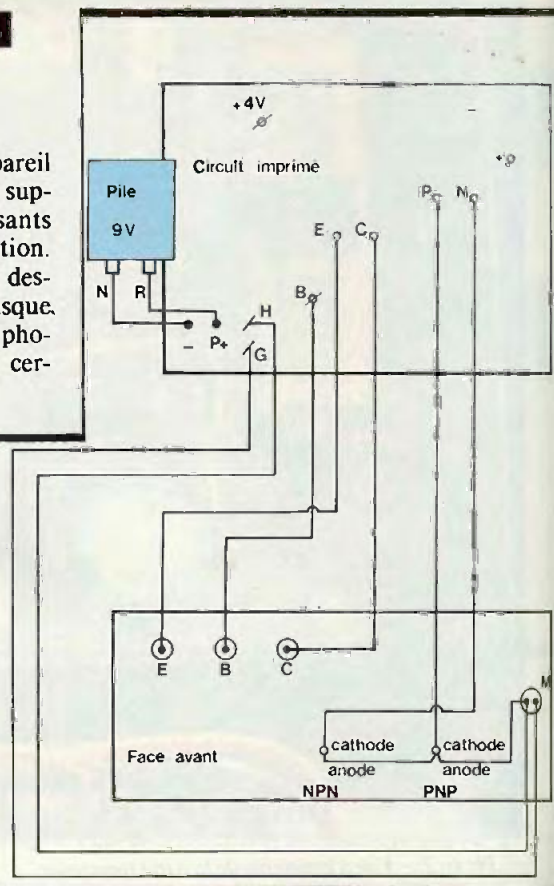 pareil
sup-
sants
tion.
des-
sque
pho-
cer-
+4V
Circuit imprimé
Pile
9V
N R
- P+
H
G
B
E C
P N
+
E B C
M
Face avant
cathode cathode
anode anode
NPN PNP